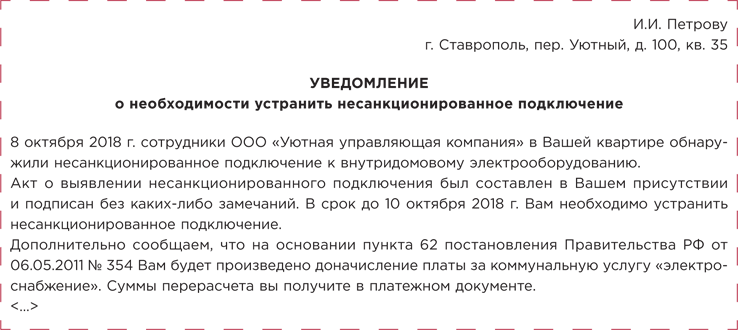 И.И. Петрову
г. Ставрополь, пер. Уютный, д. 100, кв. 35
УВЕДОМЛЕНИЕ
о необходимости устранить несанкционированное подключение
8 октября 2018 г. сотрудники ООО «Уютная управляющая компания» в Вашей квартире обнару-
жили несанкционированное подключение к внутридомовому электрооборудованию.
Акт о выявлении несанкционированного подключения был составлен в Вашем присутствии
и подписан без каких-либо замечаний. В срок до 10 октября 2018 г. Вам необходимо устранить
несанкционированное подключение.
Дополнительно сообщаем, что на основании пункта 62 постановления Правительства РФ от
06.05.2011 № 354 Вам будет произведено доначисление платы за коммунальную услугу «электро-
снабжение». Суммы перерасчета вы получите в платежном документе.
<...>